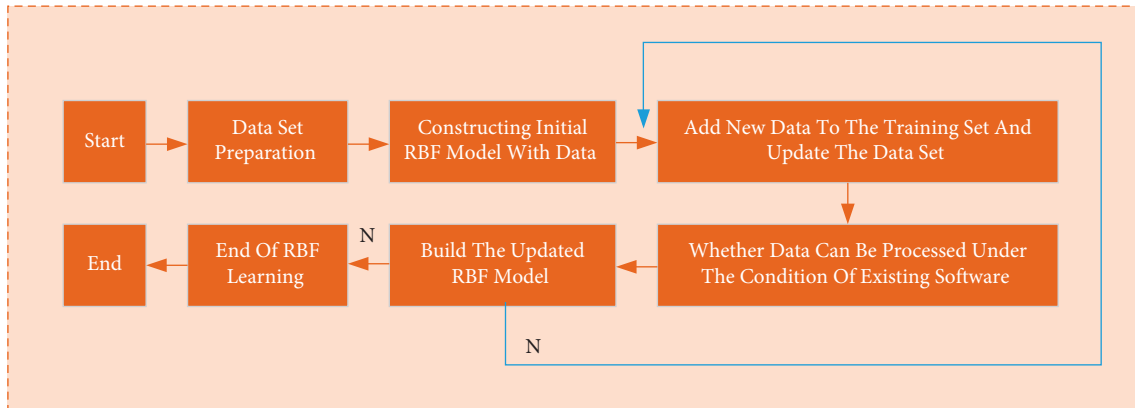 Start
Data Set
Preparation
Constructing Initial
RBF Model With Data
Add New Data To The Training Set And
Update The Data Set
Whether Data Can Be Processed Under
The Condition Of Existing Software
Build The Updated
RBF Model
N
End Of RBF
Learning
End
N